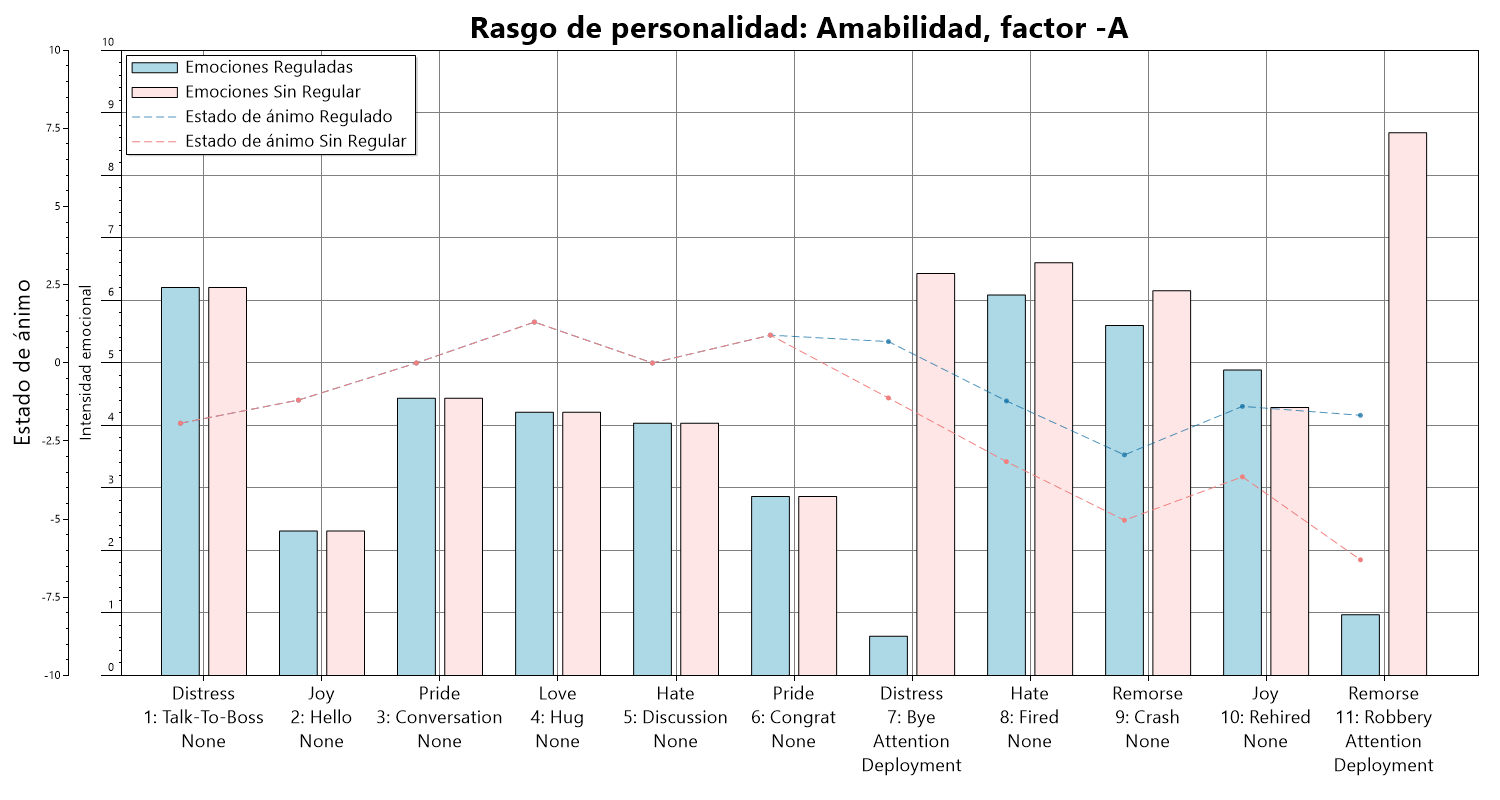 Rasgo de personalidad: Amabilidad, factor -A
Emociones Reguladas
Emociones Sin Regular
Estado de ánimo Regulado
Estado de ánimo Sin Regular
Estado de ánimo
10
7.5
5
2.5
0
-2.5
-5
-7.5
-10
Intensidad emocional
10
9
8
7
6
5
4
3
2
1
0
Distress
1: Talk-To-Boss
None
Joy
2: Hello
None
Pride
3: Conversation
None
Love
4: Hug
None
Hate
5: Discussion
None
Pride
6: Congrat
None
Distress
7: Bye
Attention
Deployment
Hate
8: Fired
None
Remorse
9: Crash
None
Joy
10: Rehired
None
Remorse
11: Robbery
Attention
Deployment